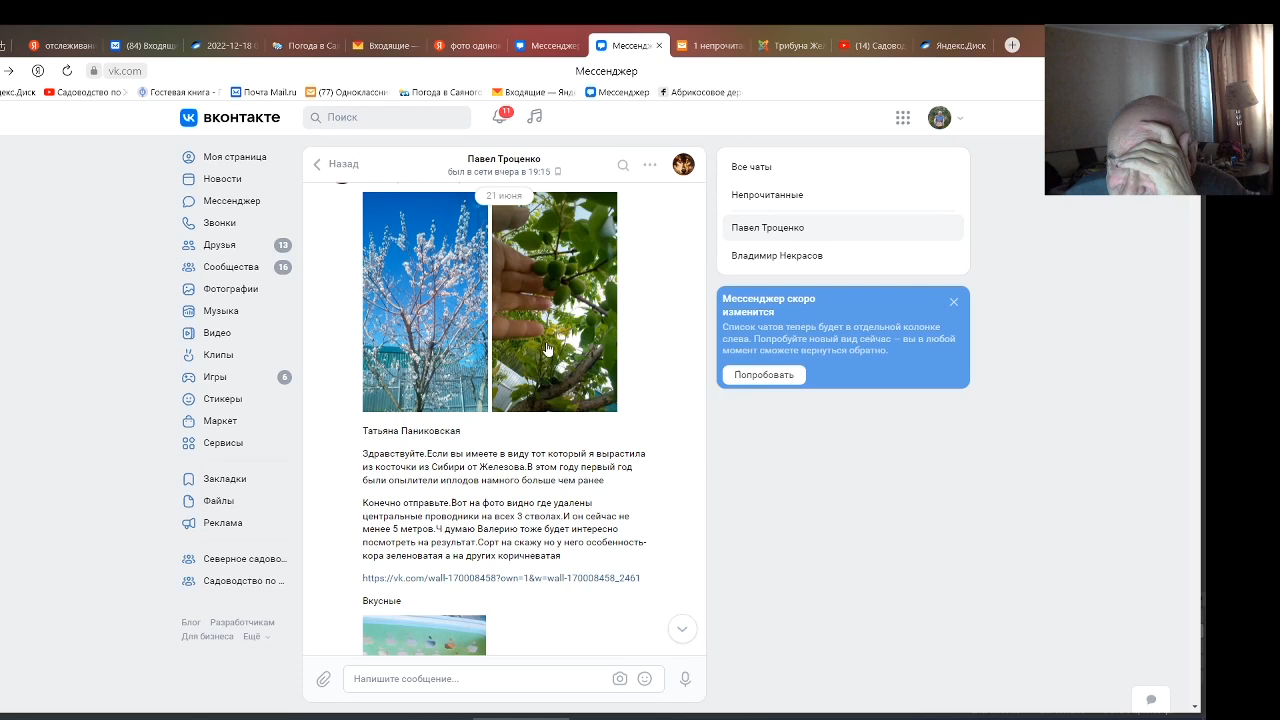 отслеживан
(84) Входящ
2022-12-18 0
Погода в Сая
Входящие —
фото одинок
Мессендже
Мессендж
1 непрочита
Трибуна Жел
(14) Садовод
Яндекс.Диск
vk.com
Мессенджер
екс.Диск
Садоводство по
Гостевая книга -
Почта Mail.ru
(77) Одноклассни
Погода в Саяного
Входящие — Янд
Мессенджер
Абрикосовое дер
вконтакте
Поиск
11
Моя страница
Новости
Мессенджер
Звонки
Друзья 13
Сообщества 16
Фотографии
Музыка
Видео
Клипы
Игры 6
Стикеры
Маркет
Сервисы
Закладки
Файлы
Реклама
Северное садово...
Садоводство по ...
Блог Разработчикам
Для бизнеса Ещё
Назад
Павел Троценко
был в сети вчера в 19:15
21 июня
Татьяна Паниковская
Здравствуйте.Если вы имеете в виду тот который я вырастила
из косточки из Сибири от Железова.В этом году первый год
были опылители иплодов намного больше чем ранее
Конечно отправьте.Вот на фото видно где удалены
центральные проводники на всех 3 стволах.И он сейчас не
менее 5 метров.Ч думаю Валерию тоже будет интересно
посмотреть на результат.Сорт на скажу но у него особенность-
кора зеленоватая а на других коричневатая
https://vk.com/wall-170008458?own=1&w=wall-170008458_2461
Вкусные
Напишите сообщение...
Все чаты
Непрочитанные
Павел Троценко
Владимир Некрасов
Мессенджер скоро
изменится
Список чатов теперь будет в отдельной колонке
слева. Попробуйте новый вид сейчас — вы в любой
момент сможете вернуться обратно.
Попробовать